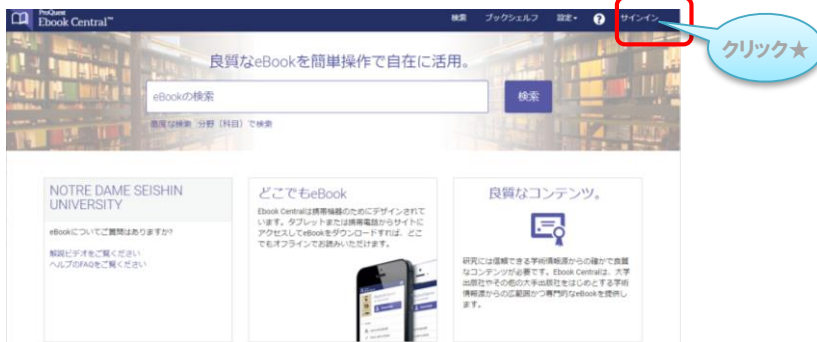 ProQuest
Ebook Central™
検索 ブックシェルフ 設定 ? サインイン
クリック★
良質なeBookを簡単操作で自在に活用。
eBookの検索 検索
高度な検索 分野（科目）で検索
NOTRE DAME SEISHIN
UNIVERSITY
eBookについてご質問はありますか?
解説ビデオをご覧ください
ヘルプのFAQをご覧ください
どこでもeBook
Ebook Centralは携帯機器のためにデザインされて
います。タブレットまたは携帯電話からサイトに
アクセスしてeBookをダウンロードすれば、どこ
でもオフラインでお読みいただけます。
良質なコンテンツ。
研究には信頼できる学術情報源からの確かで良質
なコンテンツが必要です。Ebook Centralは、大学
出版社やその他の大手出版社をはじめとする学術
情報源からの広範囲かつ専門的なeBookを提供し
ます。